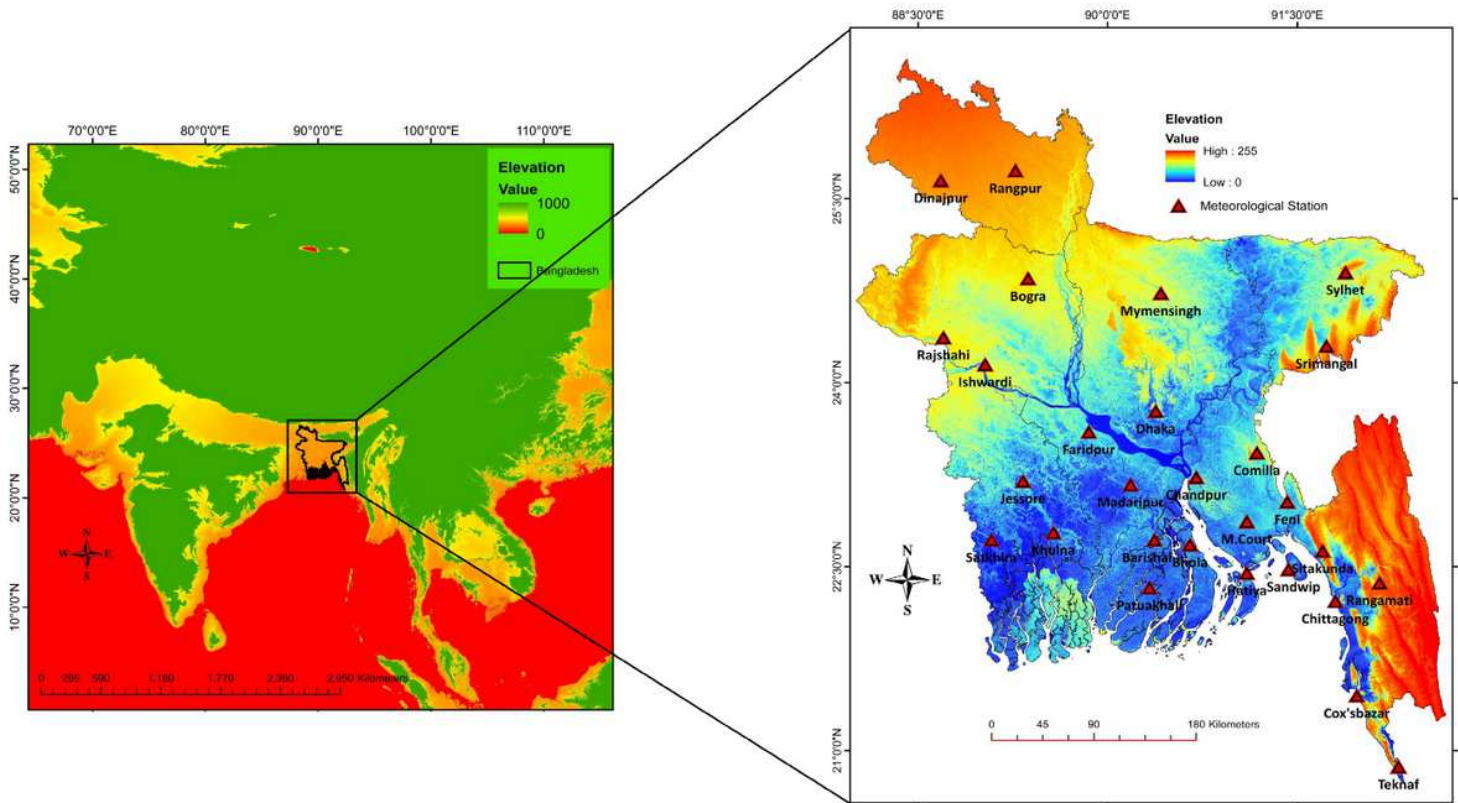 70°0'0"E 80°0'0"E 90°0'0"E 100°0'0"E 110°0'0"E
50°0'0"N
40°0'0"N
30°0'0"N
20°0'0"N
10°0'0"N
Elevation
Value
1000
0
Bangladesh
N
W E
S
0 295 590 1,180 1,770 2,360 2,950 Kilometers
88°30'0"E 90°0'0"E 91°30'0"E
25°30'0"N
24°0'0"N
22°30'0"N
21°0'0"N
Elevation
Value
High : 255
Low : 0
Meteorological Station
Dinajpur
Rangpur
Bogra
Mymensingh
Sylhet
Rajshahi
Ishwardi
Srimangal
Dhaka
Faridpur
Comilla
Jessore
Madaripur
Chandpur
Feni
M.Court
Satkhira
Khulna
Barishal
Bhola
Sitakunda
Sandwip
Patiya
Rangamati
Patuakhali
Chittagong
Cox'sbazar
Teknaf
N
W E
S
0 45 90 180 Kilometers